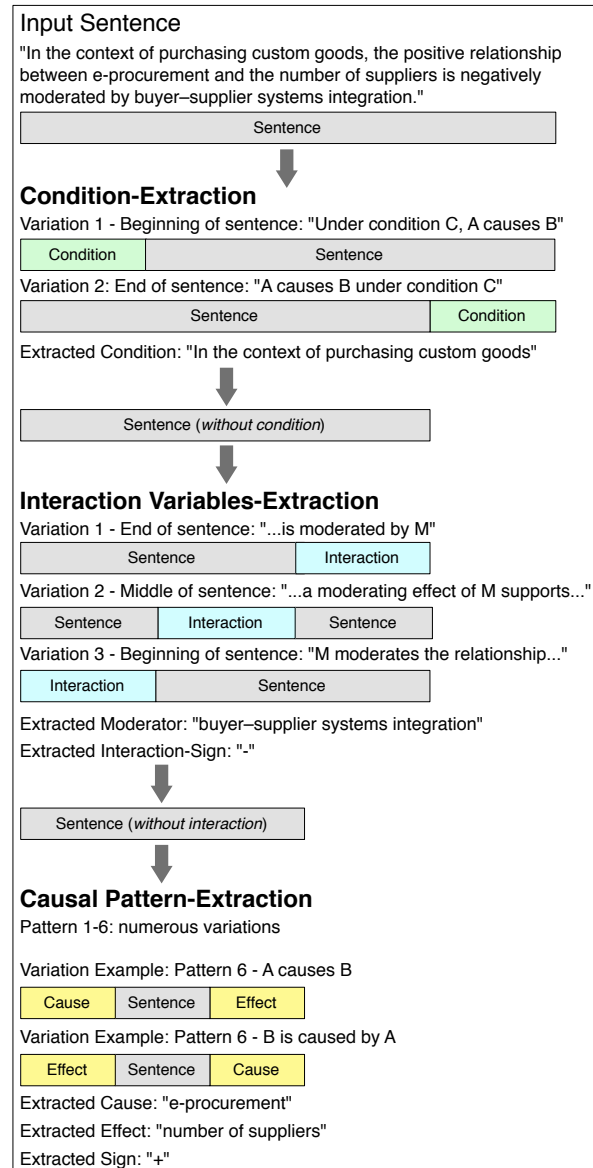 Input Sentence
"In the context of purchasing custom goods, the positive relationship
between e-procurement and the number of suppliers is negatively
moderated by buyer–supplier systems integration."
Sentence
Condition-Extraction
Variation 1 - Beginning of sentence: "Under condition C, A causes B"
Condition Sentence
Variation 2: End of sentence: "A causes B under condition C"
Sentence Condition
Extracted Condition: "In the context of purchasing custom goods"
Sentence (without condition)
Interaction Variables-Extraction
Variation 1 - End of sentence: "...is moderated by M"
Sentence Interaction
Variation 2 - Middle of sentence: "...a moderating effect of M supports..."
Sentence Interaction Sentence
Variation 3 - Beginning of sentence: "M moderates the relationship..."
Interaction Sentence
Extracted Moderator: "buyer–supplier systems integration"
Extracted Interaction-Sign: "-"
Sentence (without interaction)
Causal Pattern-Extraction
Pattern 1-6: numerous variations
Variation Example: Pattern 6 - A causes B
Cause Sentence Effect
Variation Example: Pattern 6 - B is caused by A
Effect Sentence Cause
Extracted Cause: "e-procurement"
Extracted Effect: "number of suppliers"
Extracted Sign: "+"